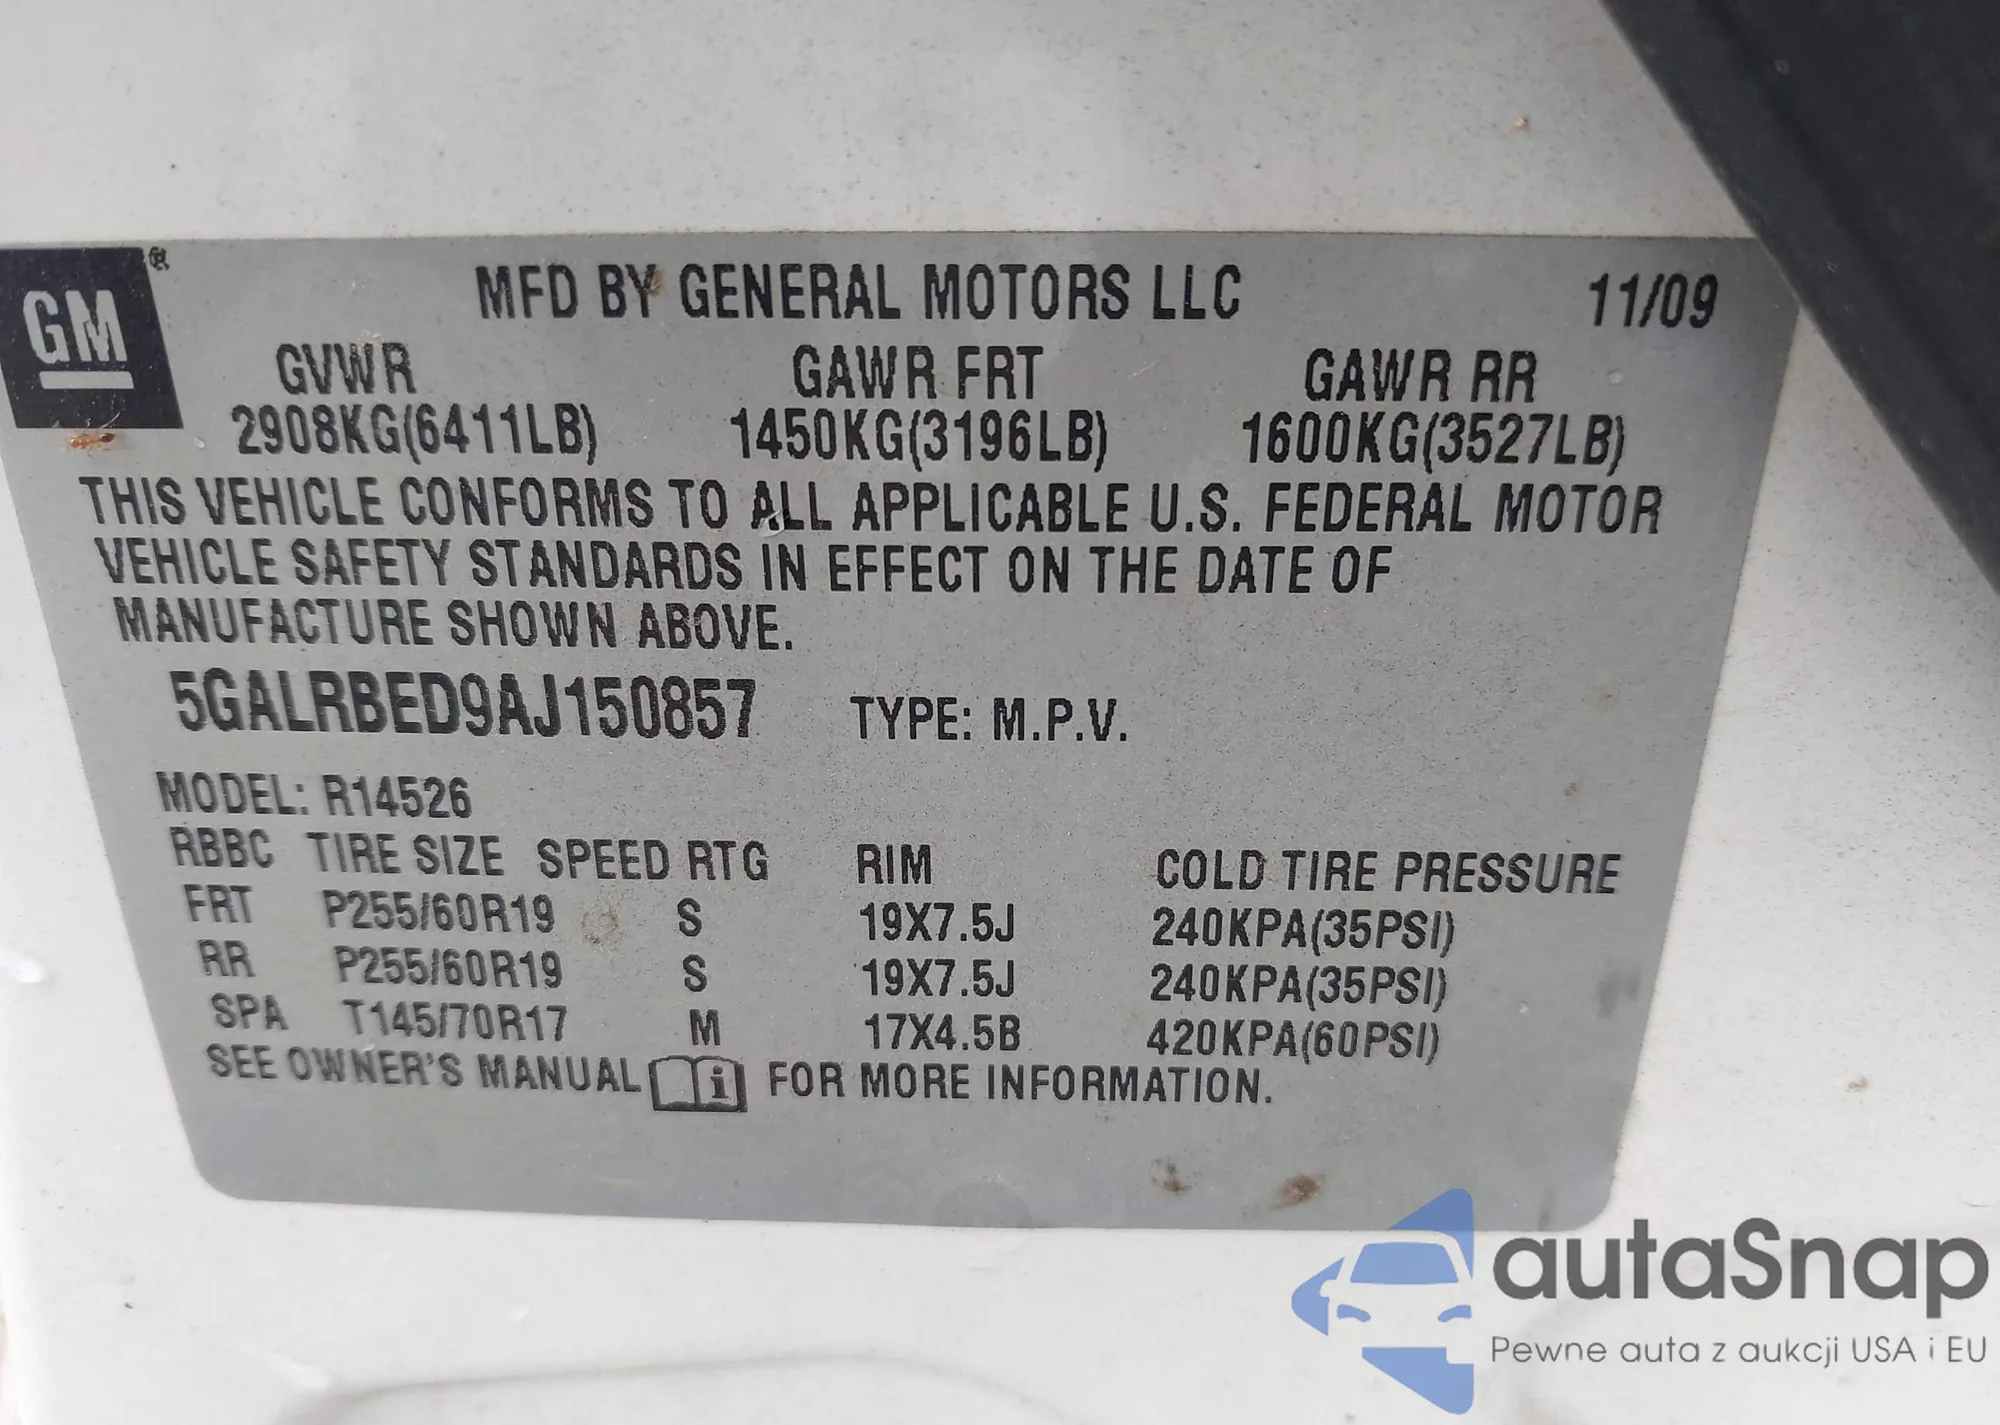 GM ®
MFD BY GENERAL MOTORS LLC 11/09
GVWR GAWR FRT GAWR RR
2908KG(6411LB) 1450KG(3196LB) 1600KG(3527LB)
THIS VEHICLE CONFORMS TO ALL APPLICABLE U.S. FEDERAL MOTOR
VEHICLE SAFETY STANDARDS IN EFFECT ON THE DATE OF
MANUFACTURE SHOWN ABOVE.
5GALRBED9AJ150857 TYPE: M.P.V.
MODEL: R14526
RBBC TIRE SIZE SPEED RTG RIM COLD TIRE PRESSURE
FRT P255/60R19 S 19X7.5J 240KPA(35PSI)
RR P255/60R19 S 19X7.5J 240KPA(35PSI)
SPA T145/70R17 M 17X4.5B 420KPA(60PSI)
SEE OWNER'S MANUAL i FOR MORE INFORMATION.
autaSnap
Pewne auta z aukcji USA i EU